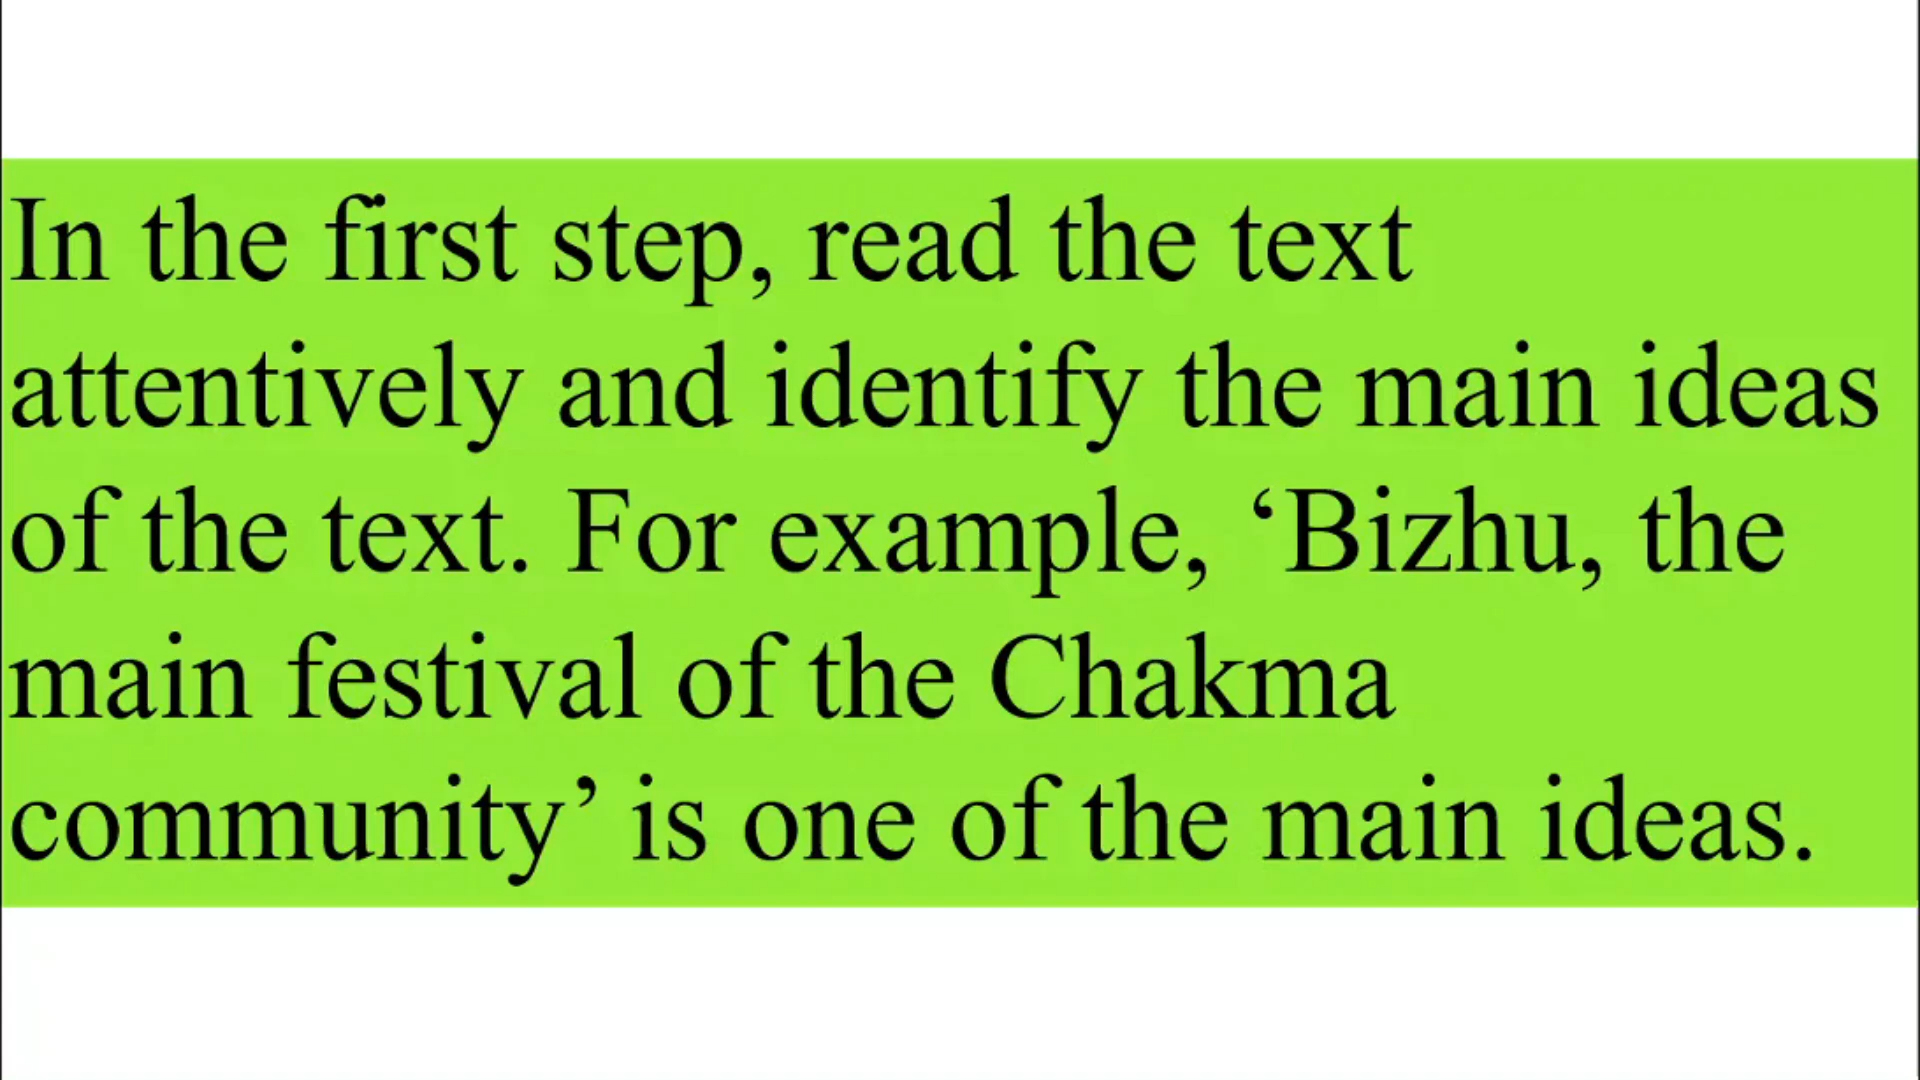 In the first step, read the text
attentively and identify the main ideas
of the text. For example, ‘Bizhu, the
main festival of the Chakma
community’ is one of the main ideas.